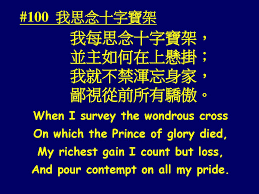 #100 我思念十字寶架
我每思念十字寶架，
並主如何在上懸掛；
我就不禁渾忘身家，
鄙視從前所有驕傲。
When I survey the wondrous cross
On which the Prince of glory died,
My richest gain I count but loss,
And pour contempt on all my pride.